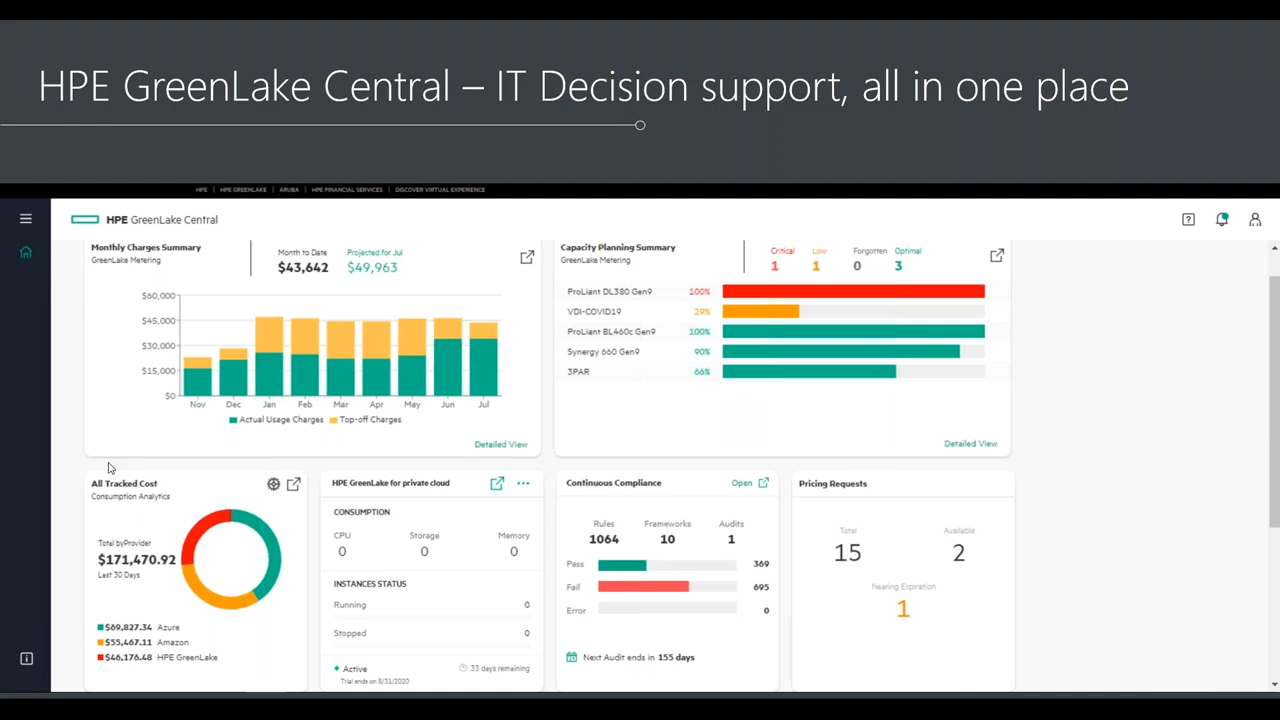 HPE GreenLake Central – IT Decision support, all in one place
HPE | HPE GREENLAKE | ARUBA | HPE FINANCIAL SERVICES | DISCOVER VIRTUAL EXPERIENCE
HPE GreenLake Central
Monthly Charges Summary
GreenLake Metering
Month to Date
$43,642
Projected for Jul
$49,963
$60,000
$45,000
$30,000
$15,000
$0
Nov Dec Jan Feb Mar Apr May Jun Jul
Actual Usage Charges Top-off Charges
Detailed View
Capacity Planning Summary
GreenLake Metering
Critical Low Forgotten Optimal
1 1 0 3
ProLiant DL380 Gen9 100%
VDI-COVID19 29%
ProLiant BL460c Gen9 100%
Synergy 660 Gen9 90%
3PAR 66%
Detailed View
All Tracked Cost
Consumption Analytics
Total byProvider
$171,470.92
Last 30 Days
$69,827.34 Azure
$55,467.11 Amazon
$46,176.48 HPE GreenLake
HPE GreenLake for private cloud
CONSUMPTION
CPU Storage Memory
0 0 0
INSTANCES STATUS
Running 0
Stopped 0
Active 33 days remaining
Trial ends on 8/31/2020
Continuous Compliance Open
Rules Frameworks Audits
1064 10 1
Pass 369
Fail 695
Error 0
Next Audit ends in 155 days
Pricing Requests
Total Available
15 2
Nearing Expiration
1